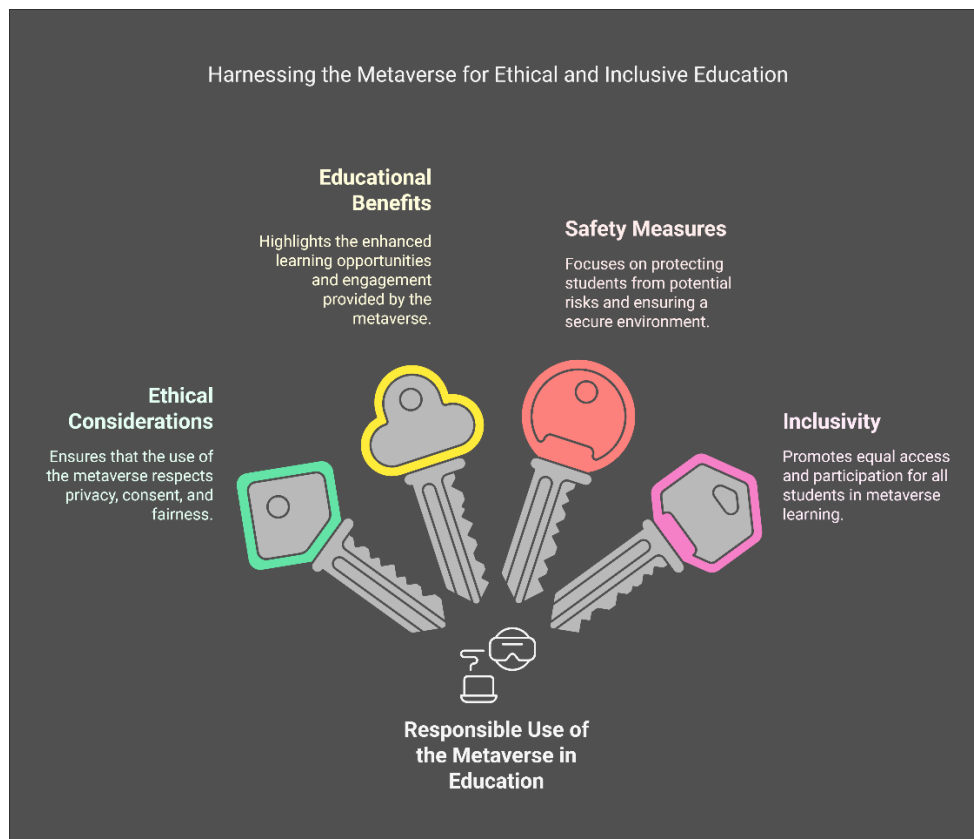 Harnessing the Metaverse for Ethical and Inclusive Education
Educational
Benefits
Highlights the enhanced
learning opportunities
and engagement
provided by the
metaverse.
Safety Measures
Focuses on protecting
students from potential
risks and ensuring a
secure environment.
Ethical
Considerations
Ensures that the use of
the metaverse respects
privacy, consent, and
fairness.
Inclusivity
Promotes equal access
and participation for all
students in metaverse
learning.
Responsible Use of
the Metaverse in
Education